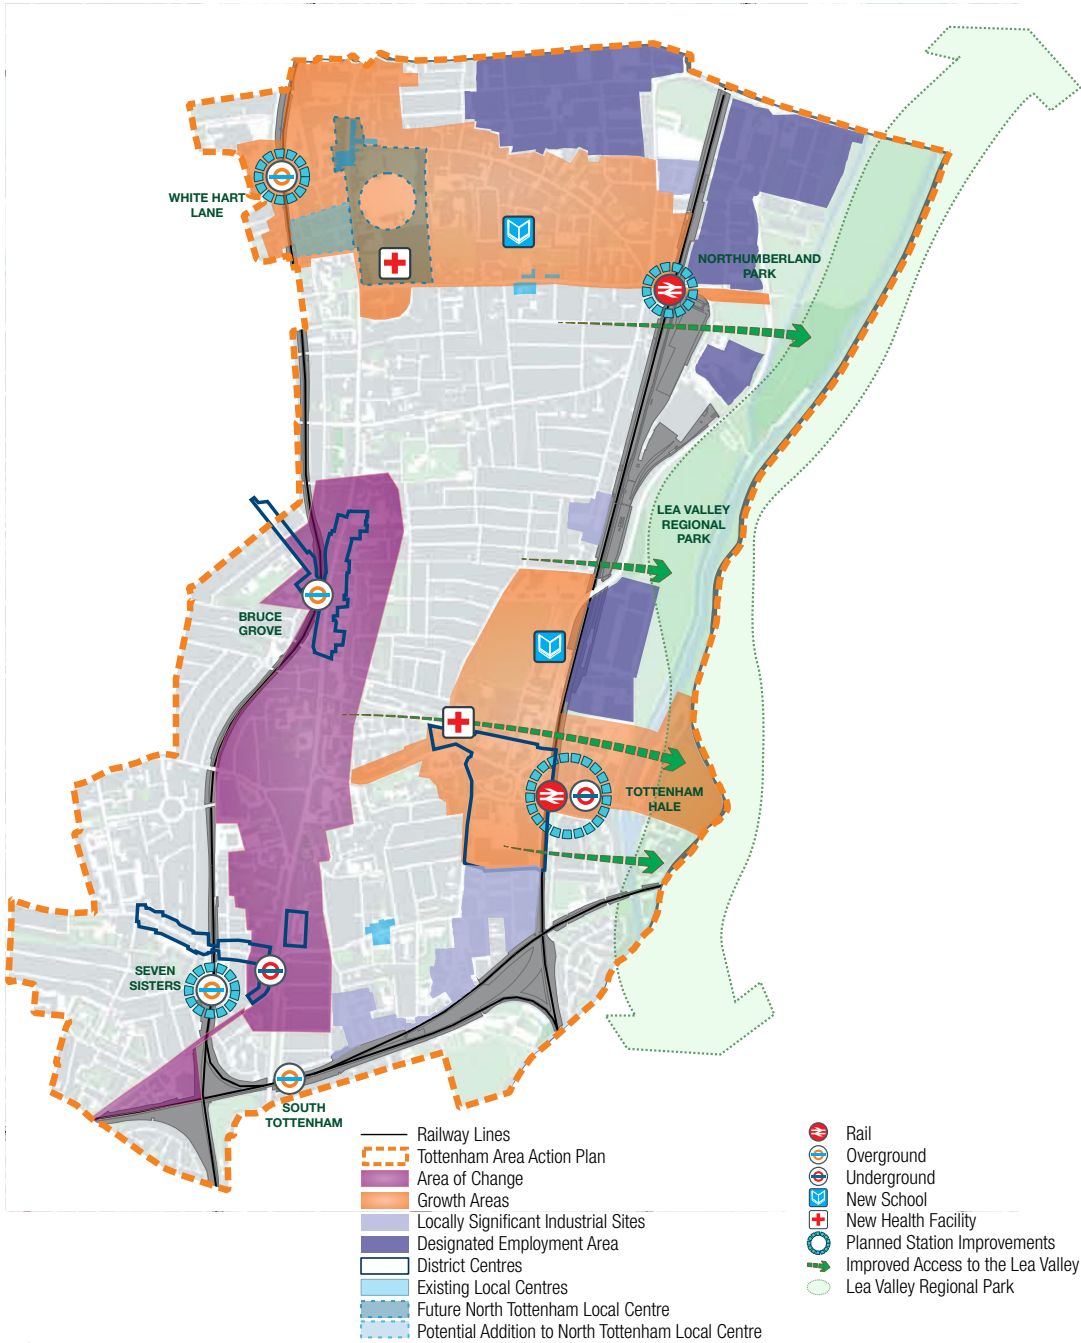 WHITE HART
LANE
NORTHUMBERLAND
PARK
LEA VALLEY
REGIONAL
PARK
BRUCE
GROVE
TOTTENHAM
HALE
SEVEN
SISTERS
SOUTH
TOTTENHAM
Railway Lines
Tottenham Area Action Plan
Area of Change
Growth Areas
Locally Significant Industrial Sites
Designated Employment Area
District Centres
Existing Local Centres
Future North Tottenham Local Centre
Potential Addition to North Tottenham Local Centre
Rail
Overground
Underground
New School
New Health Facility
Planned Station Improvements
Improved Access to the Lea Valley
Lea Valley Regional Park